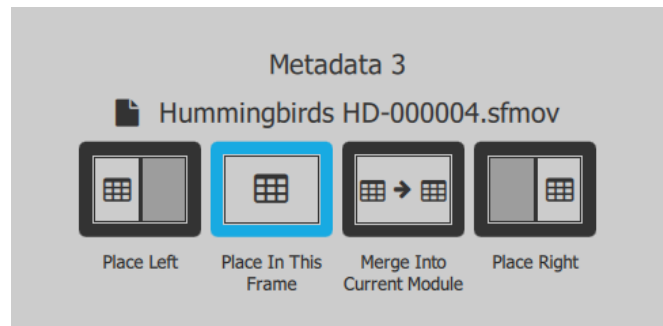 Metadata 3
Hummingbirds HD-000004.sfmov
Place Left
Place In This
Frame
Merge Into
Current Module
Place Right